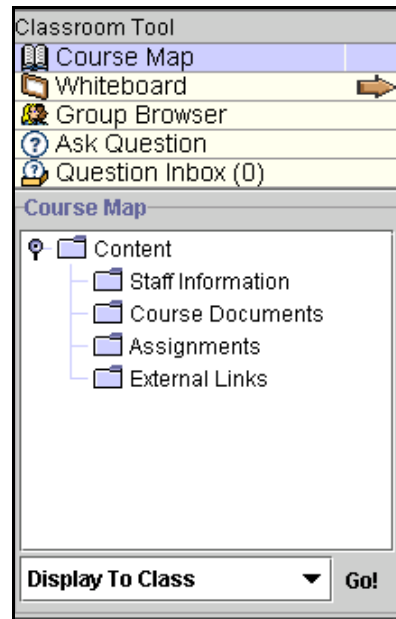 Classroom Tool
Course Map
Whiteboard
Group Browser
Ask Question
Question Inbox (0)
Course Map
Content
Staff Information
Course Documents
Assignments
External Links
Display To Class Go!